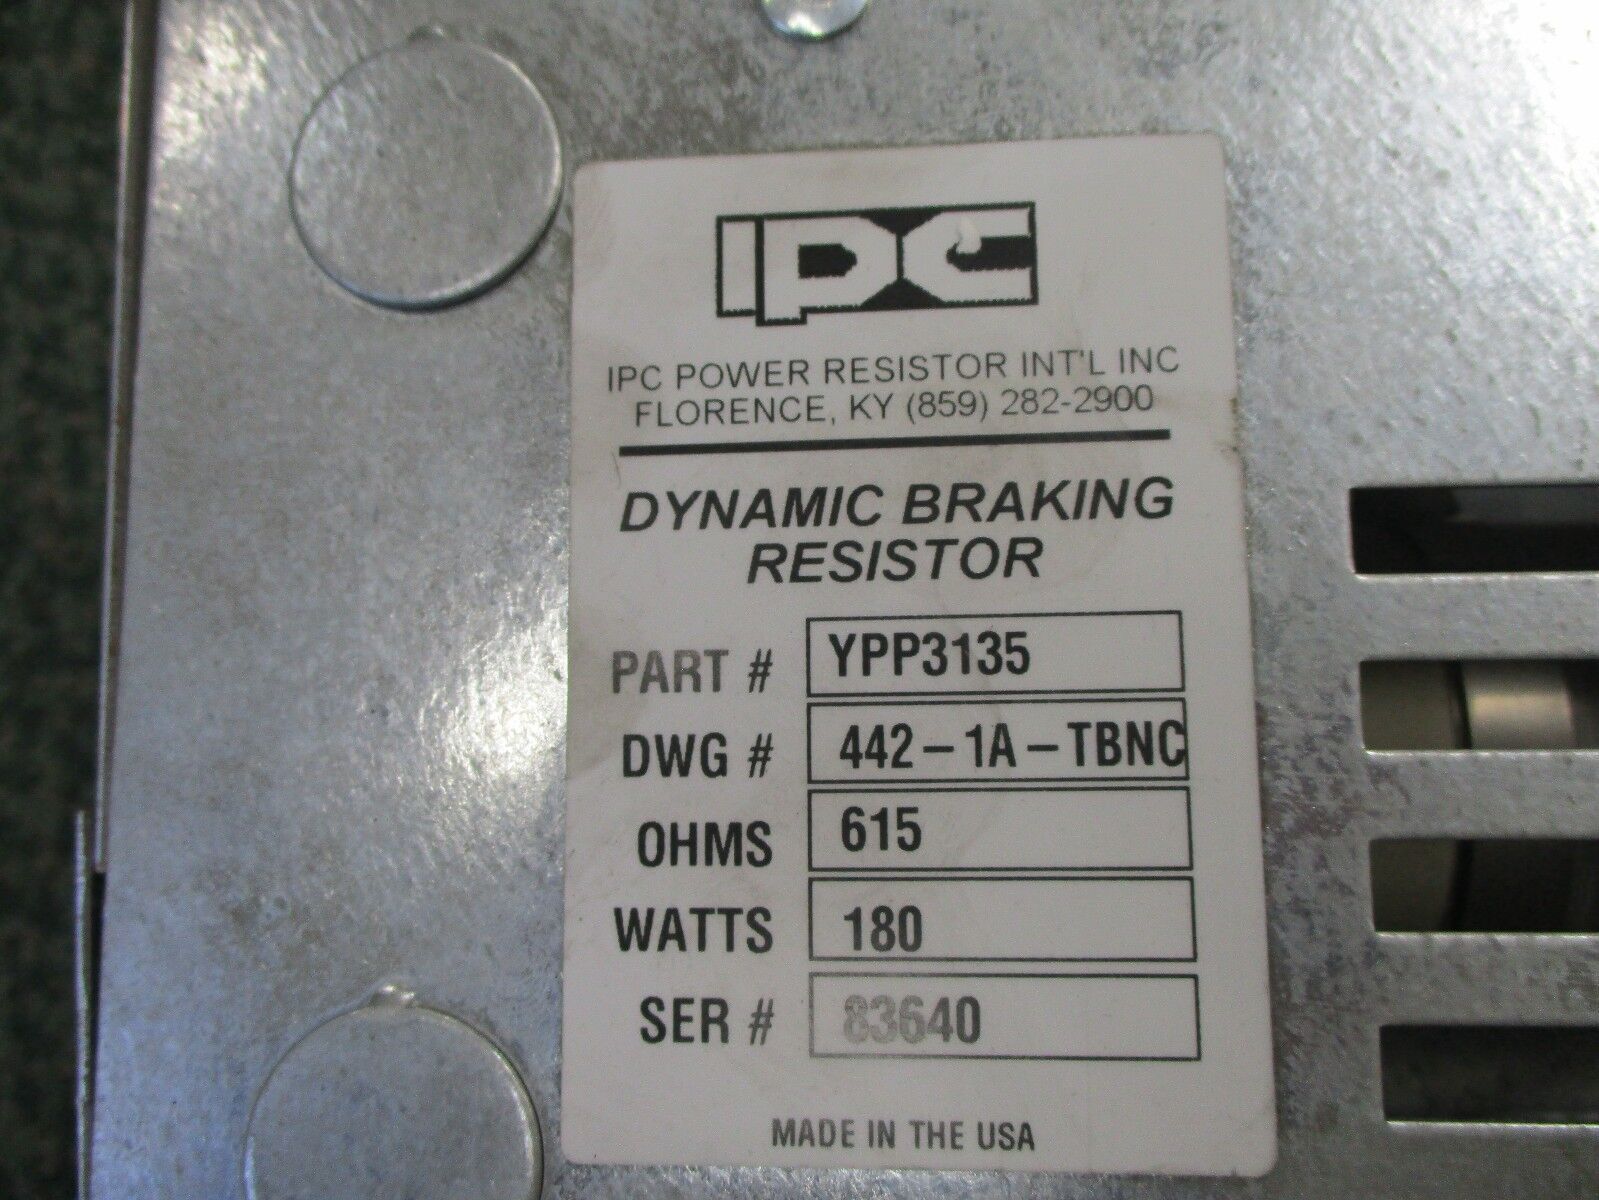 IPC
IPC POWER RESISTOR INT'L INC
FLORENCE, KY (859) 282-2900
DYNAMIC BRAKING
RESISTOR
PART # YPP3135
DWG # 442-1A-TBNC
OHMS 615
WATTS 180
SER # 83640
MADE IN THE USA